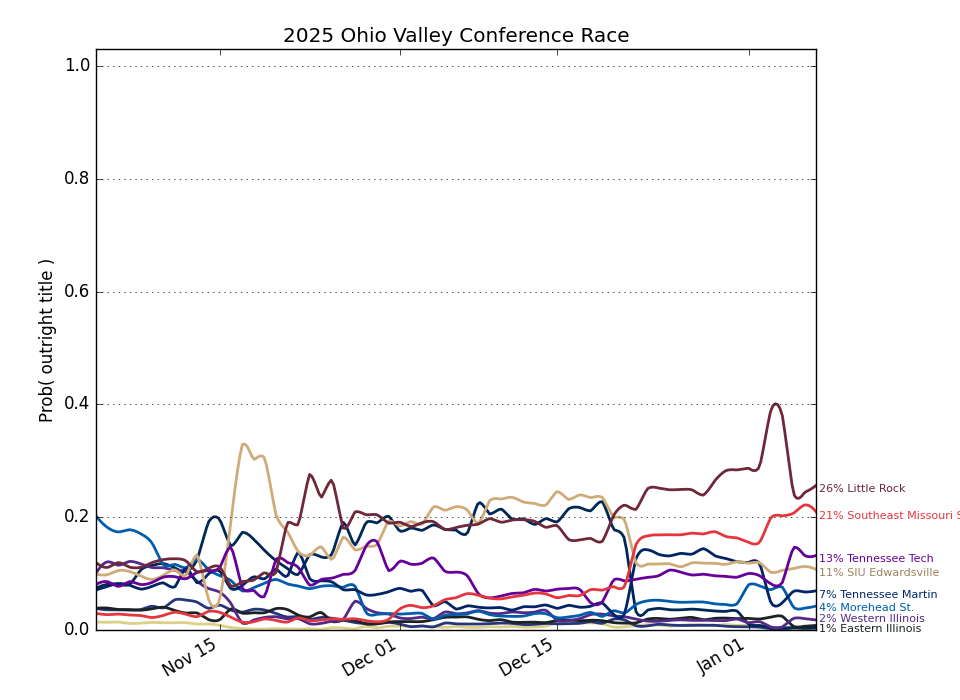 2025 Ohio Valley Conference Race
Prob( outright title )
1.0
0.8
0.6
0.4
0.2
0.0
Nov 15
Dec 01
Dec 15
Jan 01
26% Little Rock
21% Southeast Missouri S
13% Tennessee Tech
11% SIU Edwardsville
7% Tennessee Martin
4% Morehead St.
2% Western Illinois
1% Eastern Illinois